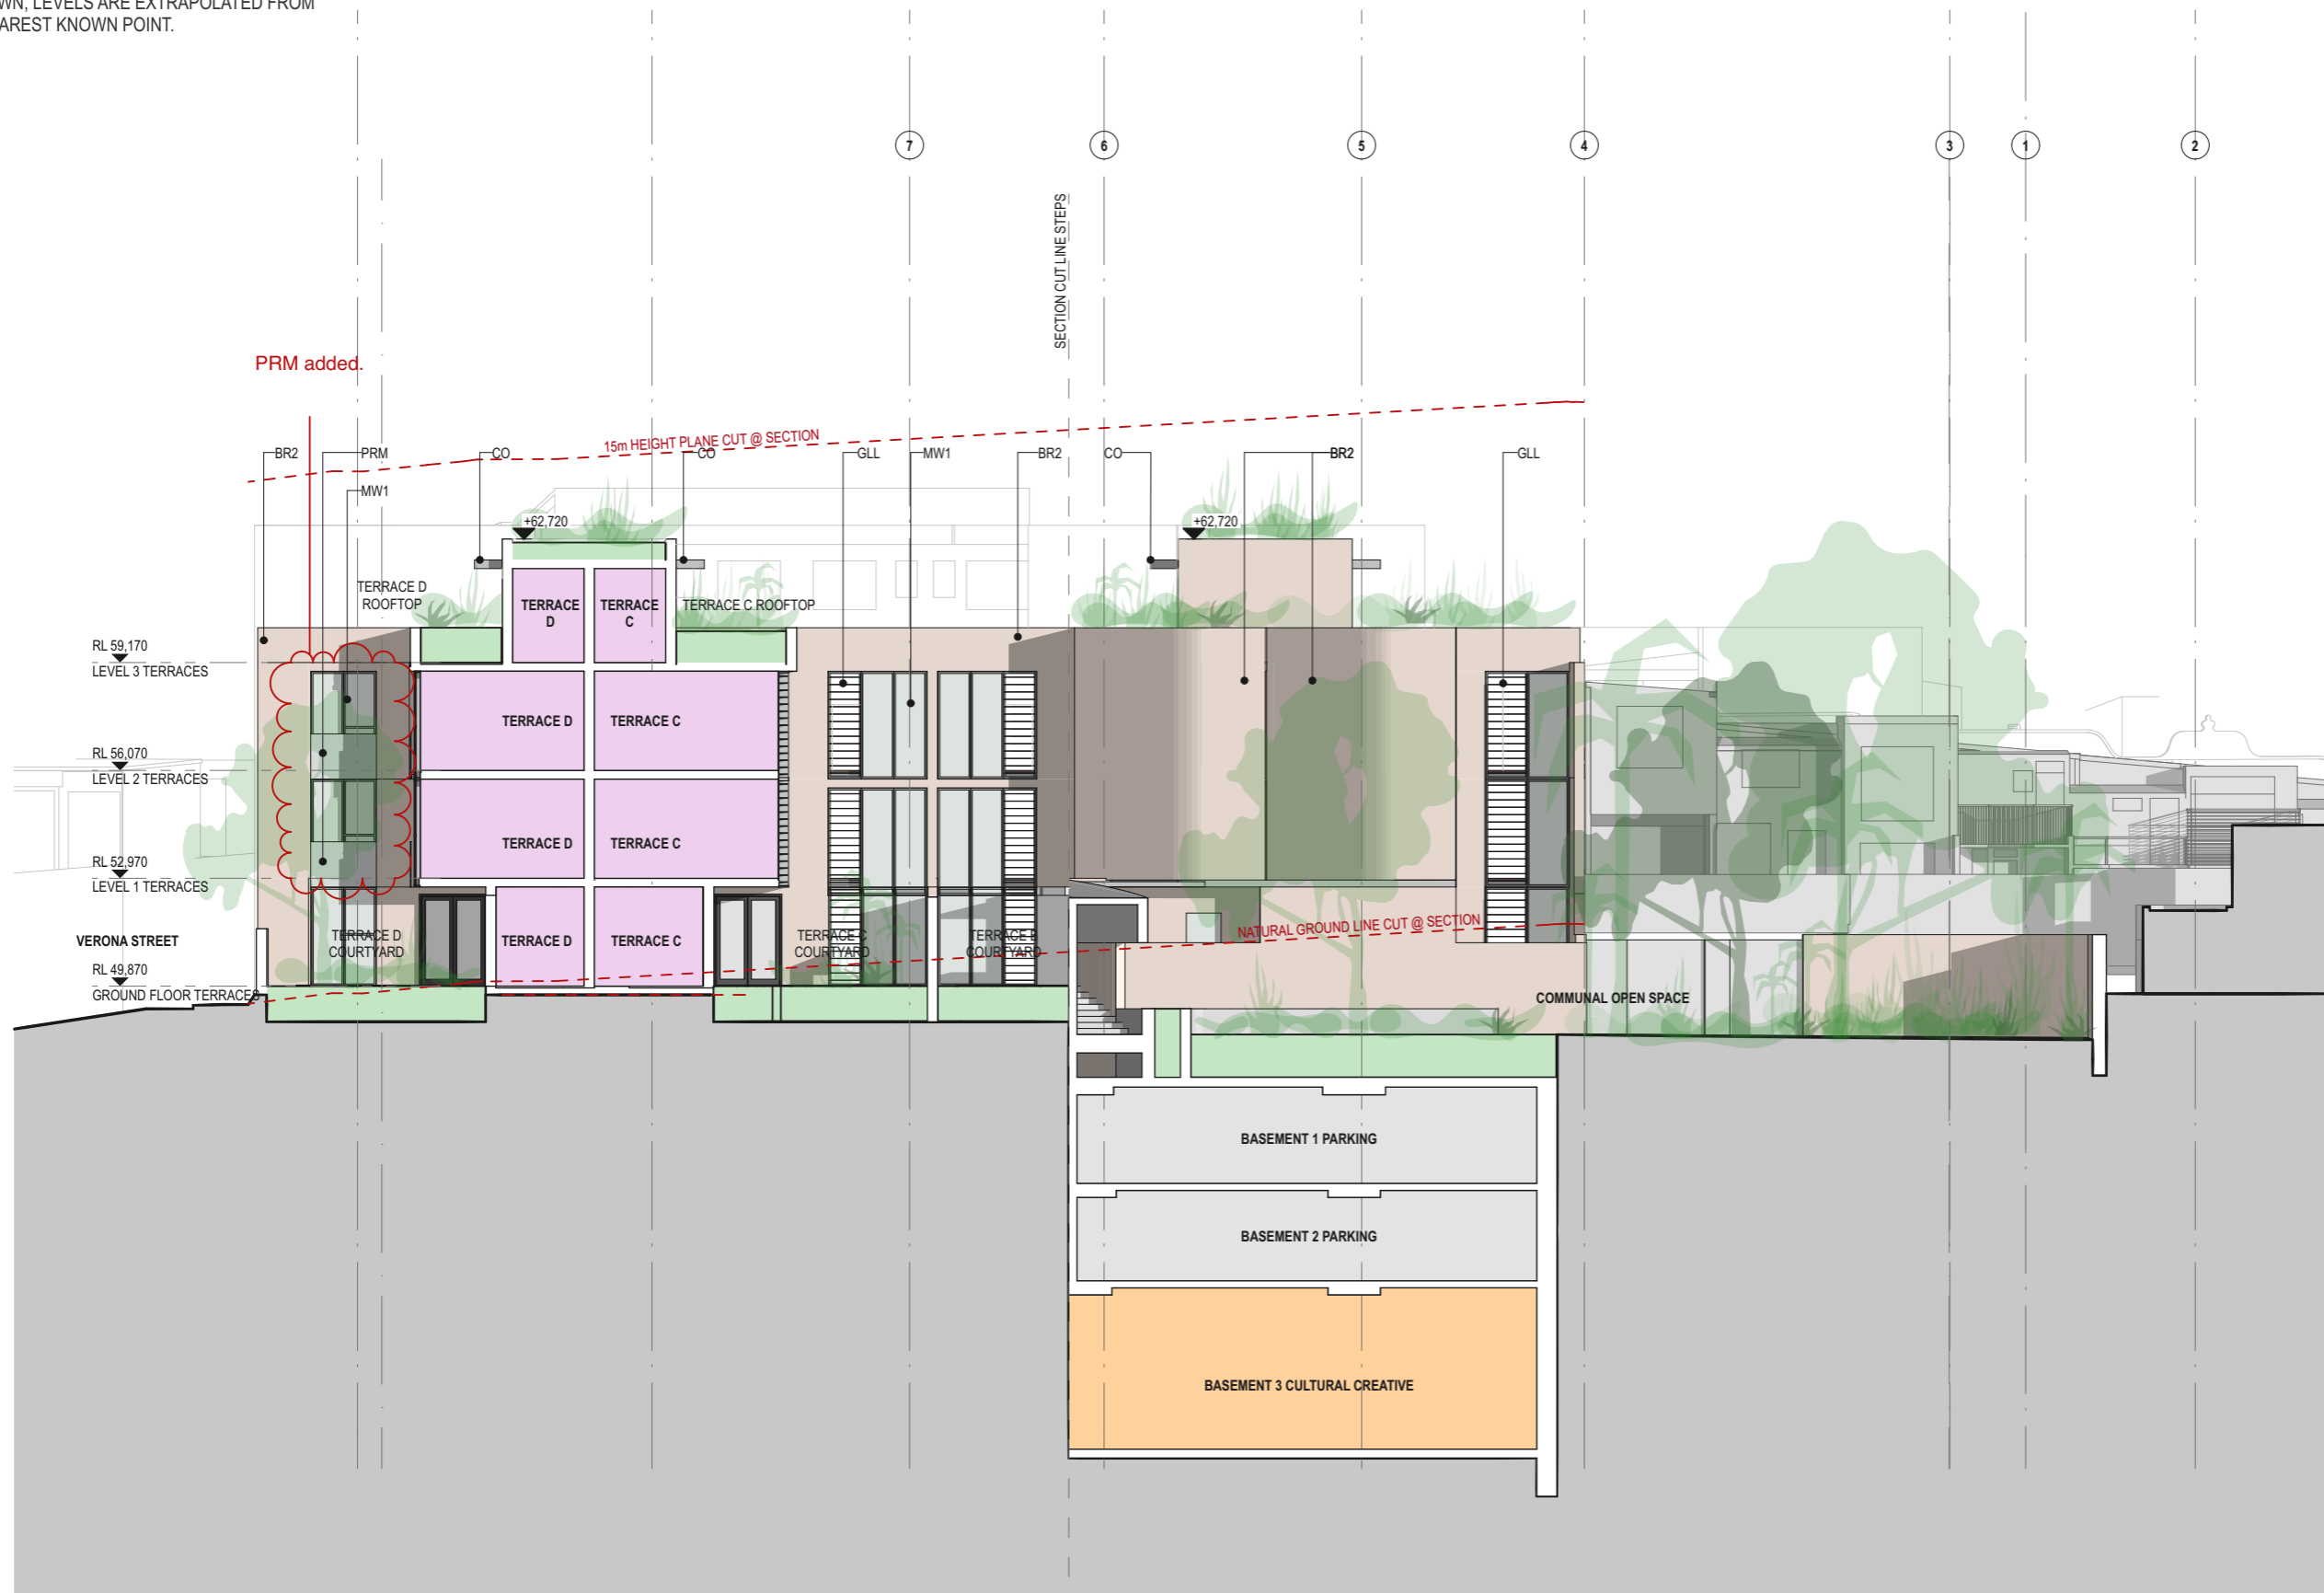 WN, LEVELS ARE EXTRAPOLATED FROM
AREST KNOWN POINT.
7
6
5
4
3
1
2
SECTION CUT LINE STEPS
PRM added.
15m HEIGHT PLANE CUT @ SECTION
BR2
PRM
CO
CO
GLL
MW1
BR2
CO
BR2
GLL
MW1
+62,720
+62,720
TERRACE D
ROOFTOP
TERRACE
D
TERRACE
C
TERRACE C ROOFTOP
RL 59,170
LEVEL 3 TERRACES
TERRACE D
TERRACE C
RL 56,070
LEVEL 2 TERRACES
TERRACE D
TERRACE C
RL 52,970
LEVEL 1 TERRACES
NATURAL GROUND LINE CUT @ SECTION
VERONA STREET
TERRACE D
COURTYARD
TERRACE D
TERRACE C
TERRACE C
COURTYARD
TERRACE B
COURTYARD
RL 49,870
GROUND FLOOR TERRACES
COMMUNAL OPEN SPACE
BASEMENT 1 PARKING
BASEMENT 2 PARKING
BASEMENT 3 CULTURAL CREATIVE